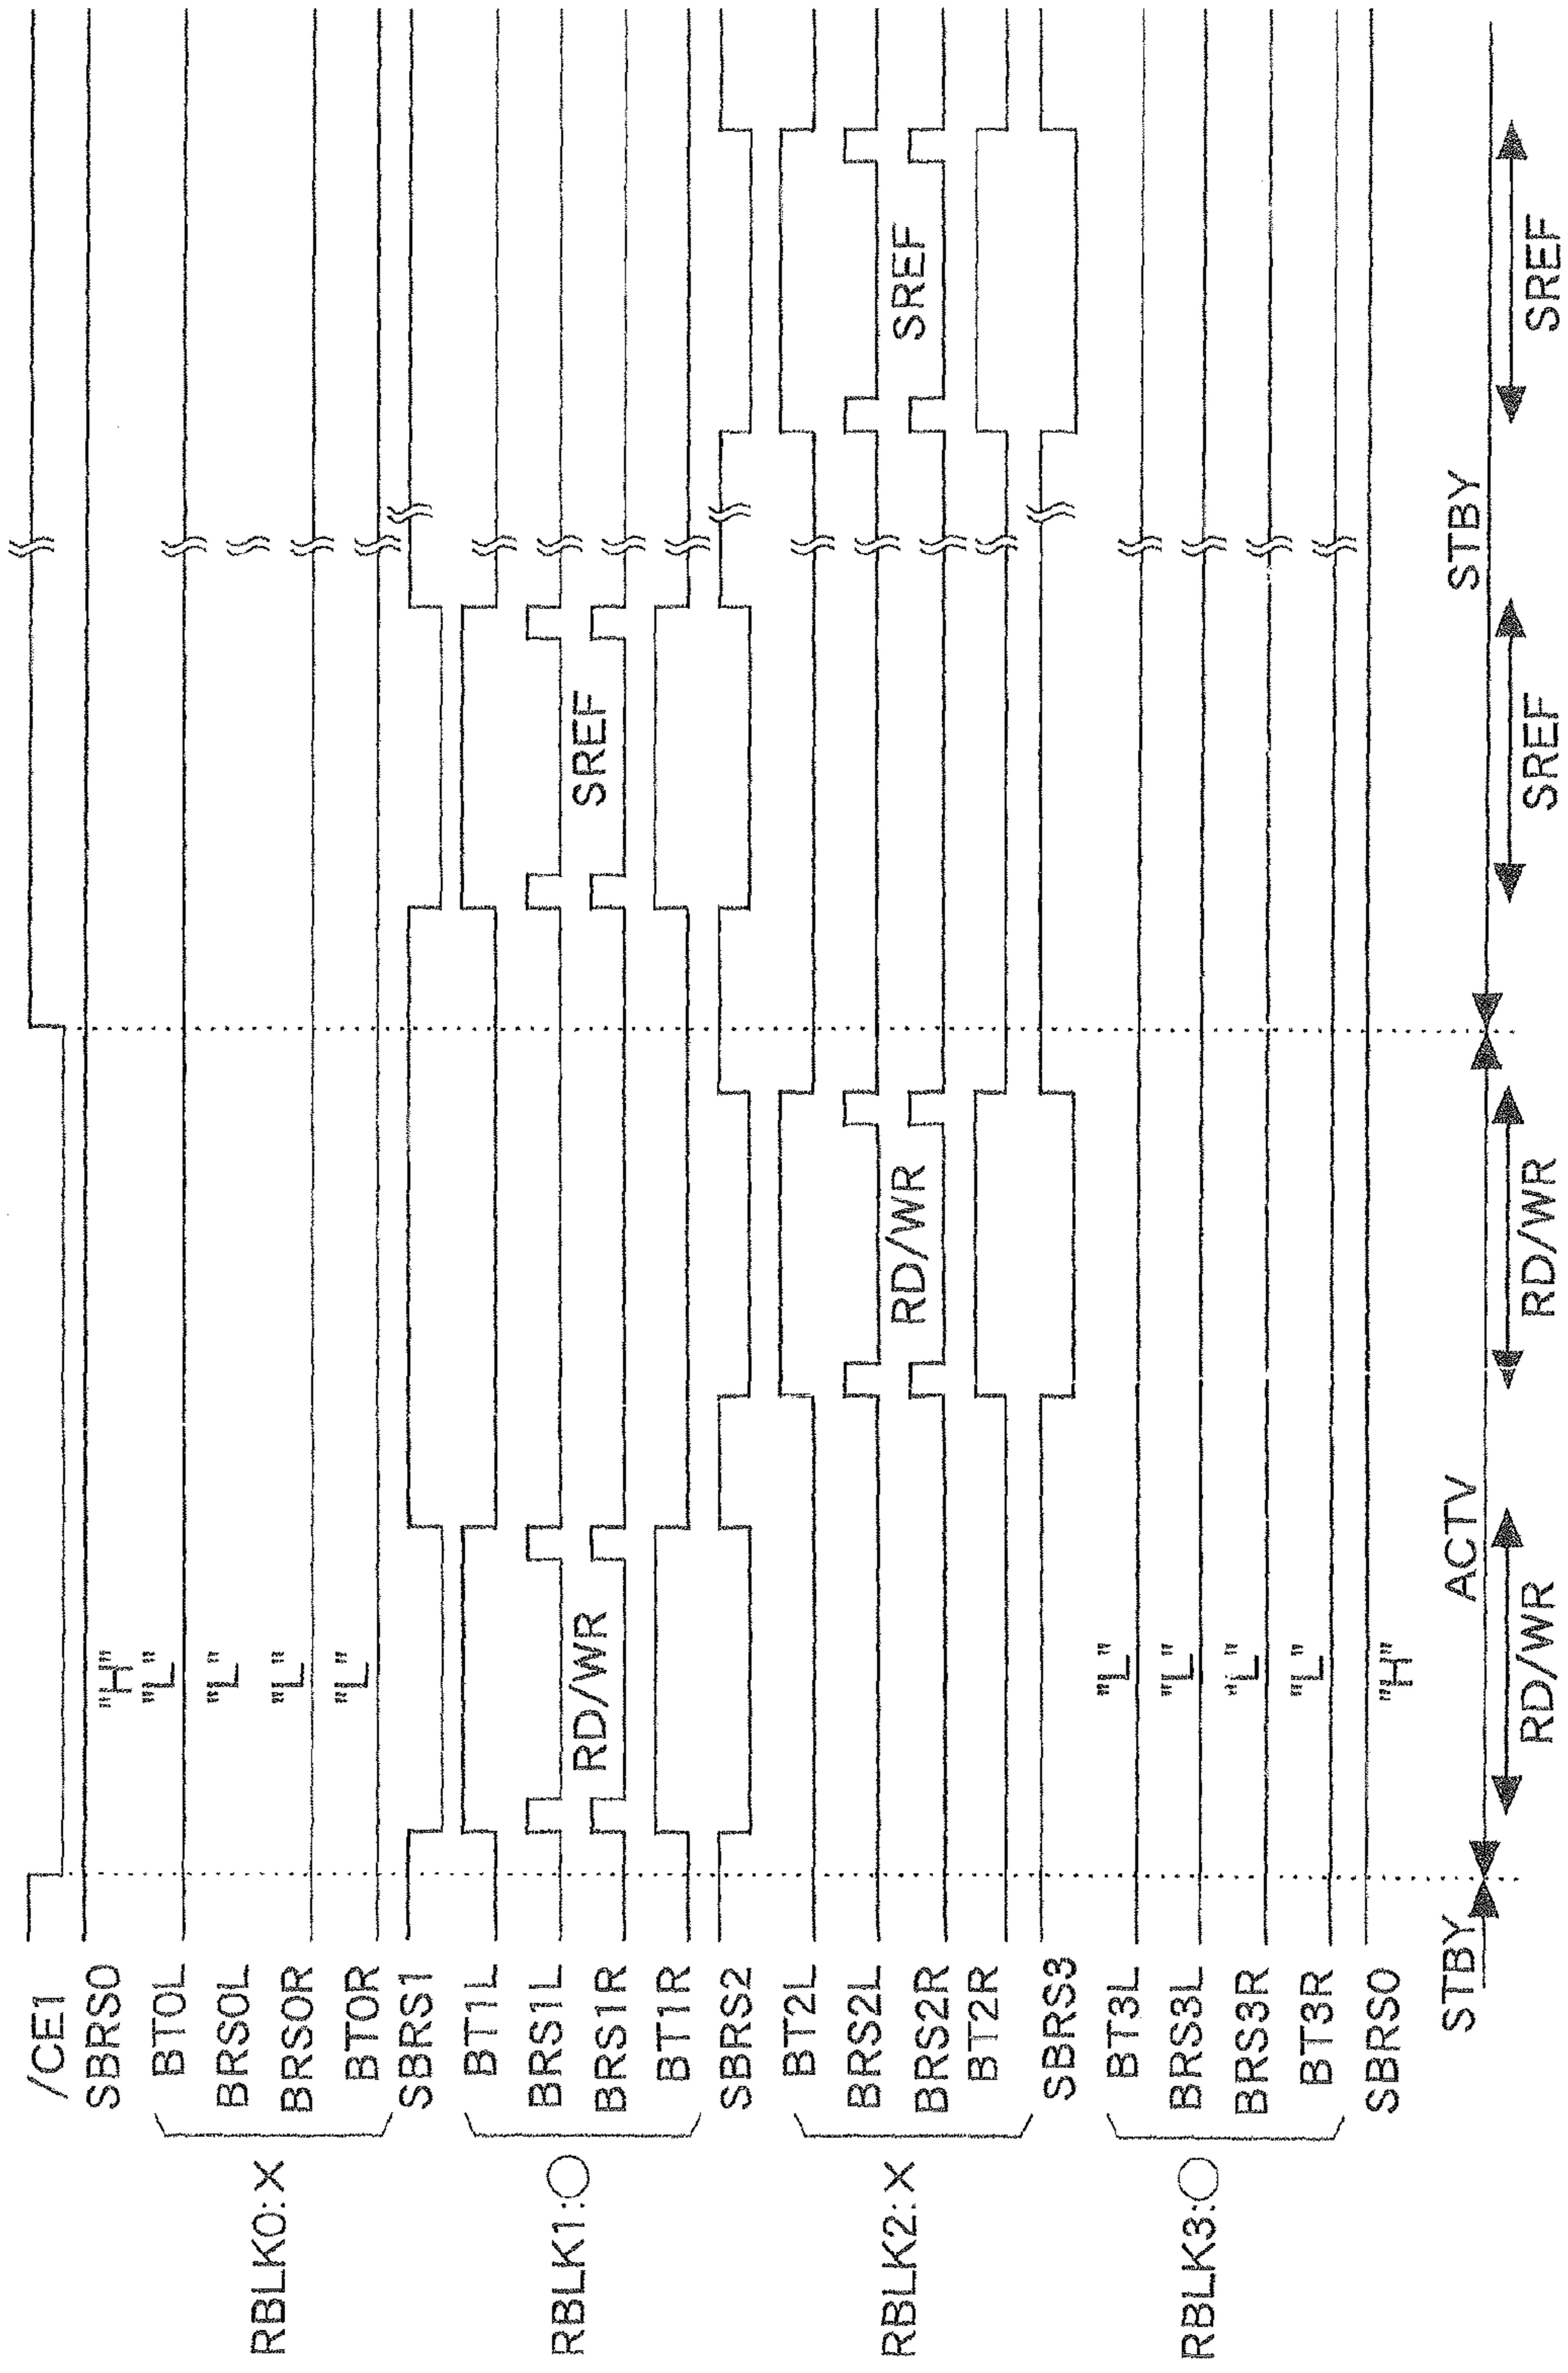 /CE1
SBRS0
"H"
RBLK0:×
BT0L
"L"
BRS0L
"L"
BRS0R
"L"
BT0R
"L"
SBRS1
RBLK1:○
BT1L
BRS1L
RD/WR
SREF
BRS1R
BT1R
SBRS2
RBLK2:×
BT2L
BRS2L
RD/WR
SREF
BRS2R
BT2R
SBRS3
RBLK3:○
BT3L
"L"
BRS3L
"L"
BRS3R
"L"
BT3R
"L"
SBRS0
"H"
STBY
ACTV
STBY
RD/WR
RD/WR
SREF
SREF